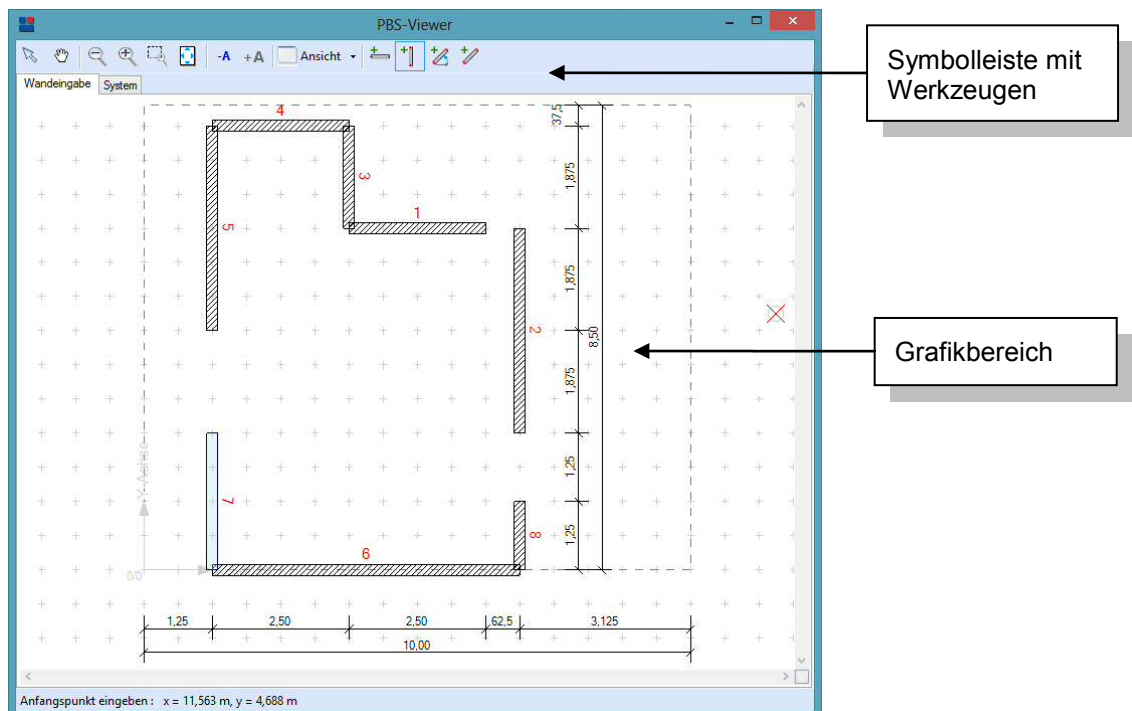 PBS-Viewer
-A +A Ansicht
Wandeingabe System
Symbolleiste mit
Werkzeugen
4
37,5
3
1,875
1
5
1,875
2
8,50
Grafikbereich
1,875
Y-Achse
1,25
7
8
1,25
6
0/0
1,25 2,50 2,50 62,5 3,125
10,00
Anfangspunkt eingeben : x = 11,563 m, y = 4,688 m